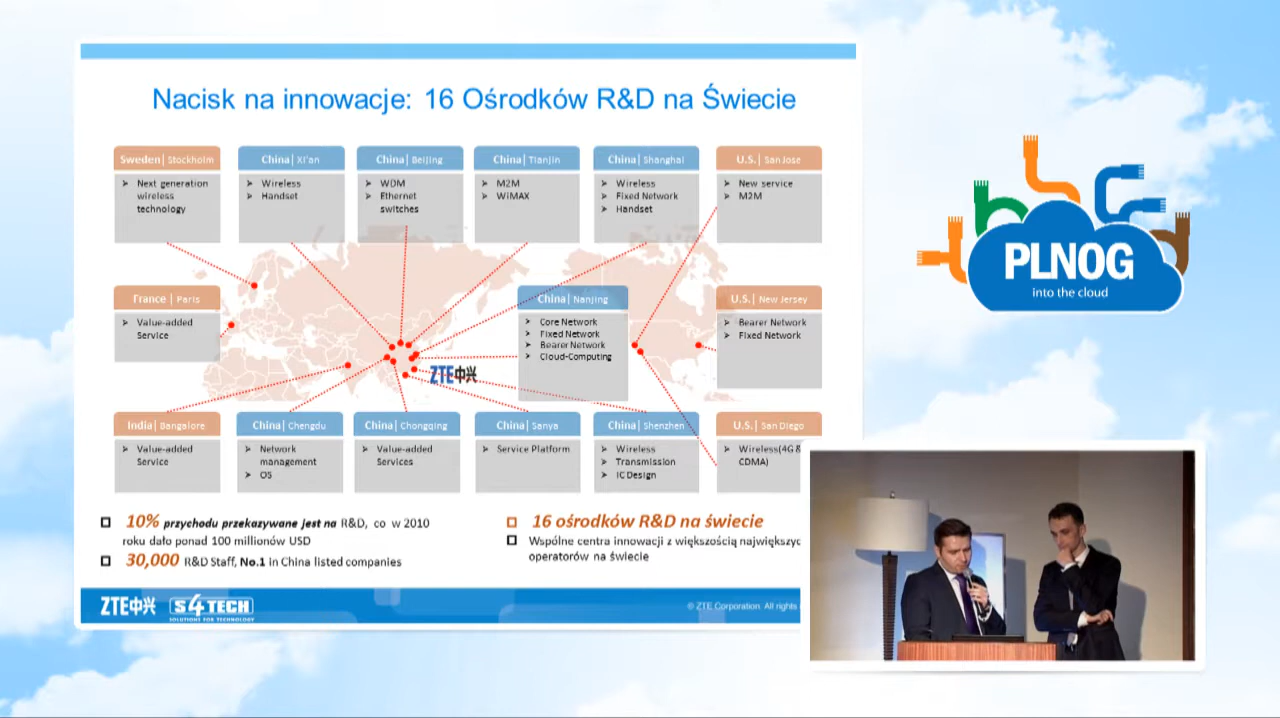 Nacisk na innowacje: 16 Ośrodków R&D na Świecie
Sweden | Stockholm
Next generation
wireless
technology
China | Xi'an
Wireless
Handset
China | Beijing
WDM
Ethernet
switches
China | Tianjin
M2M
WiMAX
China | Shanghai
Wireless
Fixed Network
Handset
U.S. | San Jose
New service
M2M
France | Paris
Value-added
Service
China | Nanjing
Core Network
Fixed Network
Bearer Network
Cloud-Computing
U.S. | New Jersey
Bearer Network
Fixed Network
ZTE中兴
India | Bangalore
Value-added
Service
China | Chengdu
Network
management
OS
China | Chongqing
Value-added
Services
China | Sanya
Service Platform
China | Shenzhen
Wireless
Transmission
IC Design
U.S. | San Diego
Wireless(4G &
CDMA)
10% przychodu przekazywane jest na R&D, co w 2010
roku dało ponad 100 millionów USD
30,000 R&D Staff, No.1 in China listed companies
16 ośrodków R&D na świecie
Wspólne centra innowacji z większością największyc
operatorów na świecie
ZTE中兴
S4TECH
SOLUTIONS FOR TECHNOLOGY
© ZTE Corporation. All rights
PLNOG
into the cloud